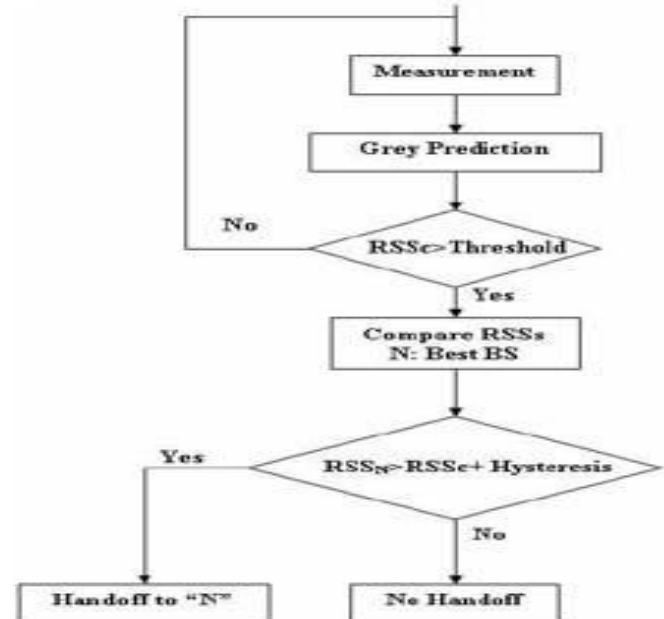 Measurement
Grey Prediction
No
RSSc>Threshold
Yes
Compare RSSs
N: Best BS
Yes
RSSN>RSSc+ Hysteresis
No
Handoff to “N”
No Handoff